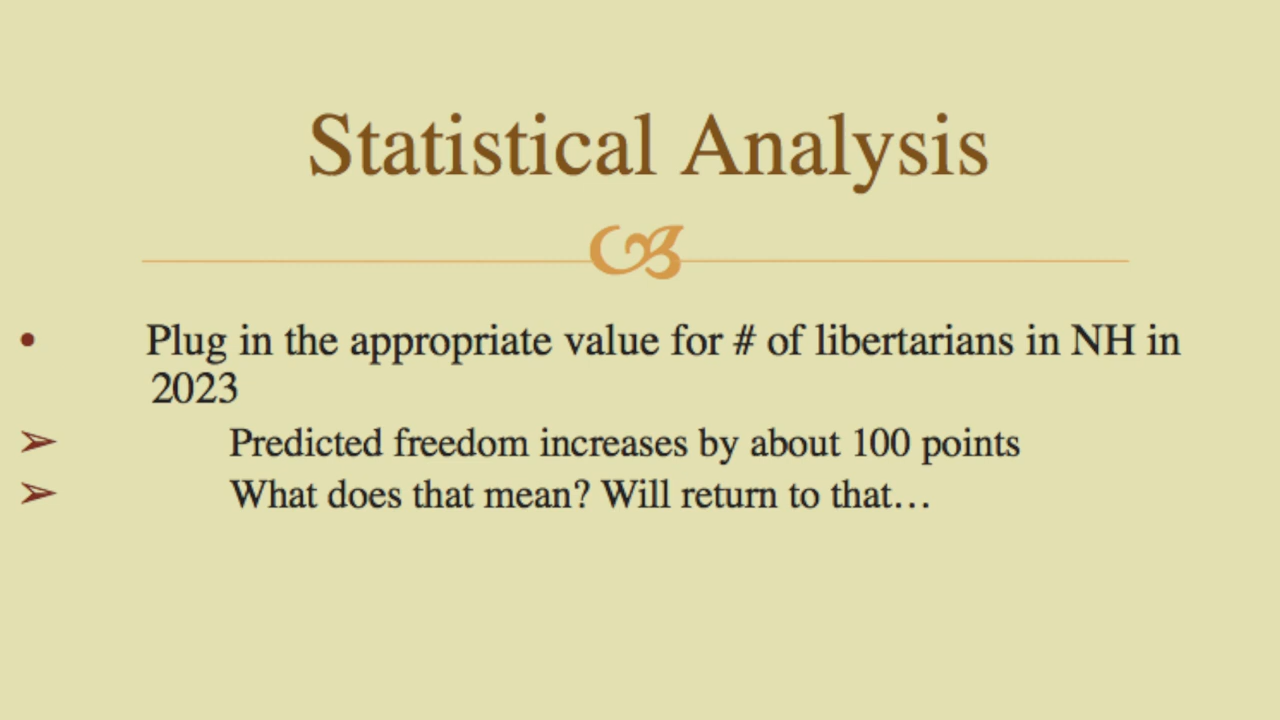 Statistical Analysis
• Plug in the appropriate value for # of libertarians in NH in
2023
➢ Predicted freedom increases by about 100 points
➢ What does that mean? Will return to that…